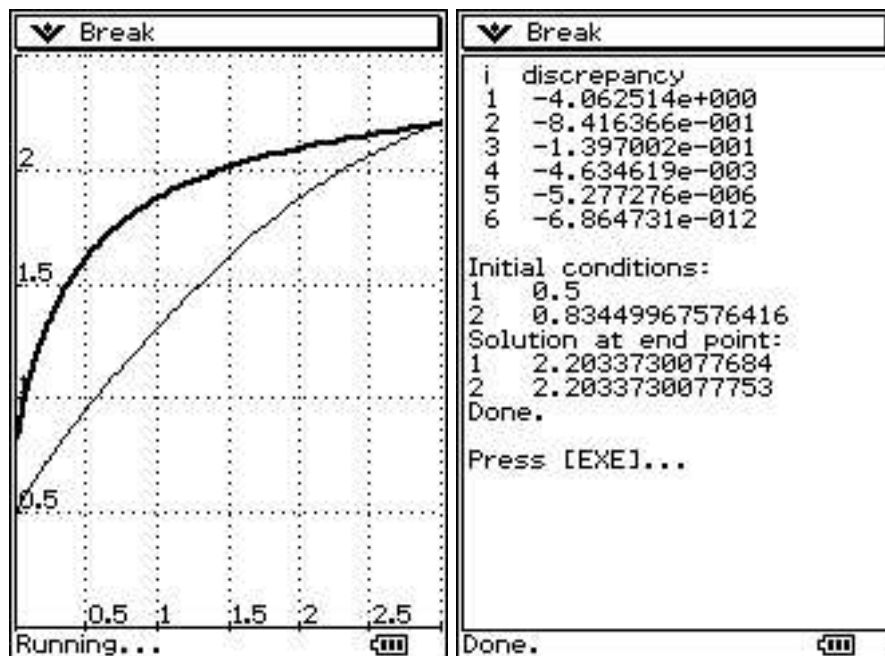 Break
2
1.5
1
0.5
0.5 1 1.5 2 2.5
Running...
Break
i discrepancy
1 -4.062514e+000
2 -8.416366e-001
3 -1.397002e-001
4 -4.634619e-003
5 -5.277276e-006
6 -6.864731e-012
Initial conditions:
1 0.5
2 0.83449967576416
Solution at end point:
1 2.2033730077684
2 2.2033730077753
Done.
Press [EXE]...
Done.